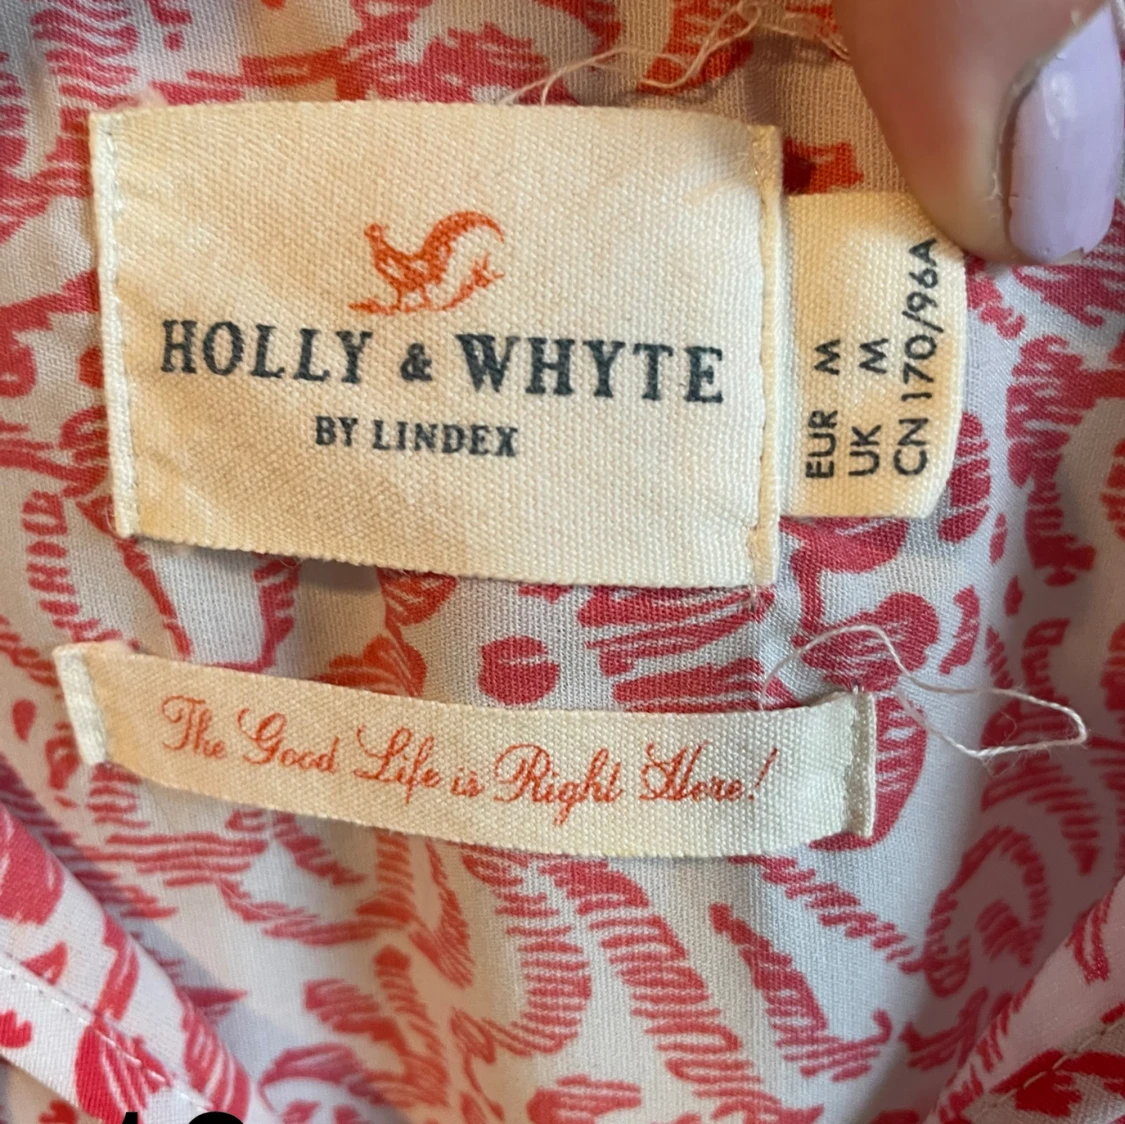 HOLLY & WHYTE
BY LINDEX
EUR M
UK M
CN 170/96A
The Good Life is Right Here!